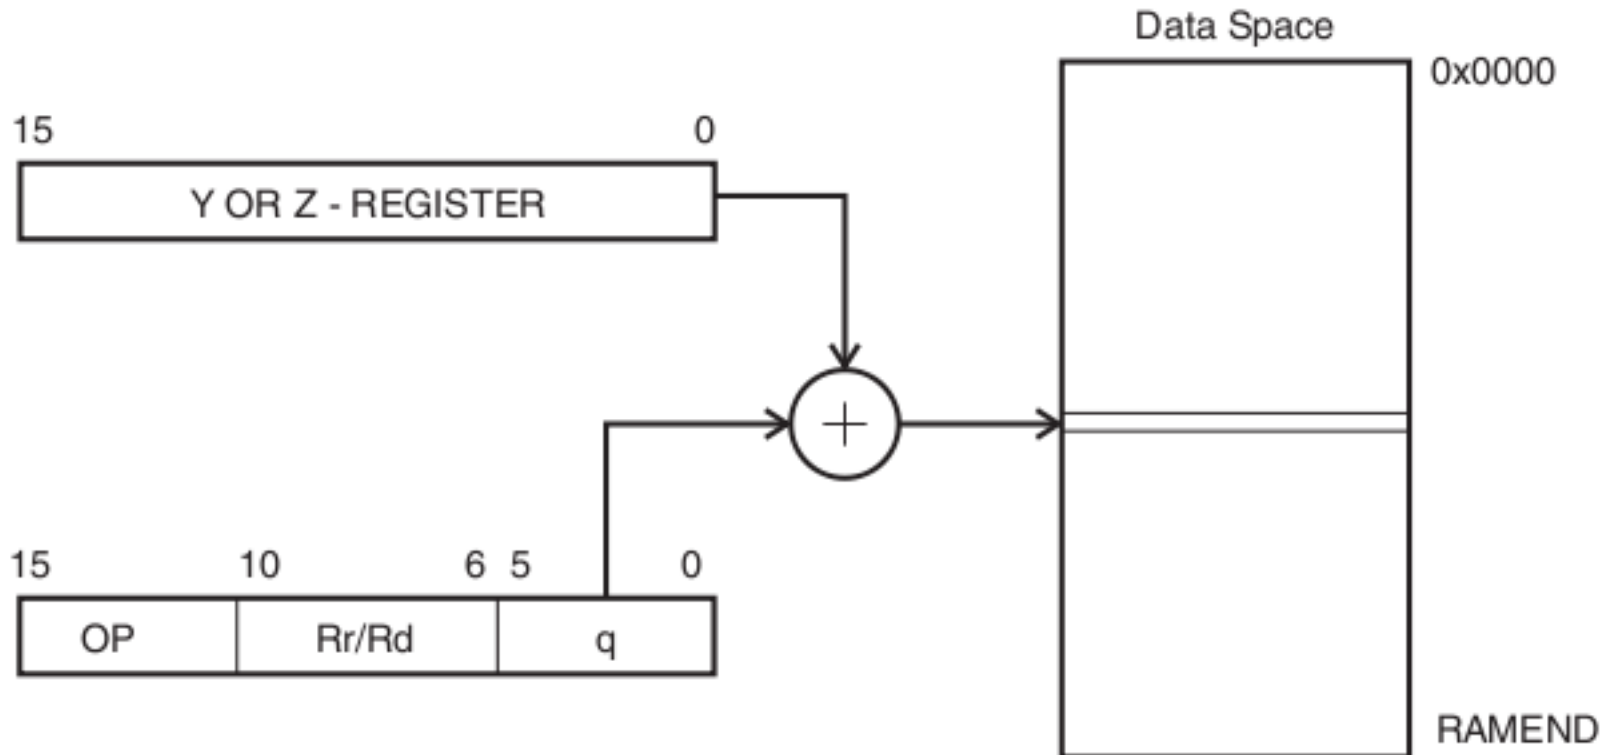 Data Space
0x0000
15 0
Y OR Z - REGISTER
+
15 10 6 5 0
OP Rr/Rd q
RAMEND